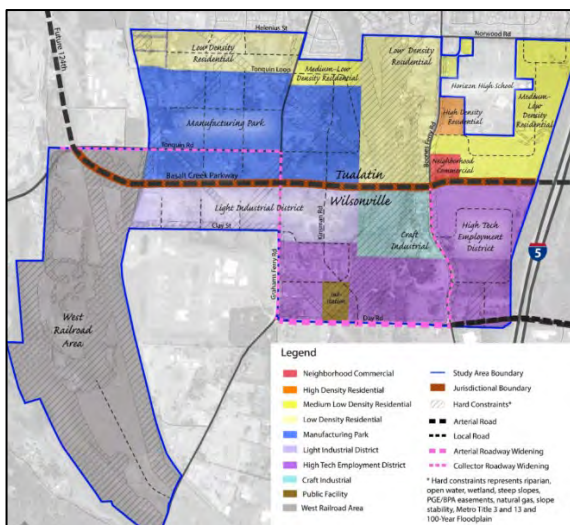 Helenius St
Norwood Rd
Future 124th
Low Density
Residential
Tonquin Loop
Medium-Low
Density Residential
Low Density
Residential
Horizon High School
Medium-
Low
Density
Residential
High Density
Residential
Manufacturing Park
Boones Ferry Rd
Neighborhood
Commercial
Tonquin Rd
Basalt Creek Parkway
Tualatin
Wilsonville
Light Industrial District
Clay St
Kinsman Rd
Grahams Ferry Rd
Craft
Industrial
High Tech
Employment
District
5
West
Railroad
Area
Day Rd
Legend
Neighborhood Commercial
High Density Residential
Medium Low Density Residential
Low Density Residential
Manufacturing Park
Light Industrial District
High Tech Employment District
Craft Industrial
Public Facility
West Railroad Area
Study Area Boundary
Jurisdictional Boundary
Hard Constraints*
Arterial Road
Local Road
Arterial Roadway Widening
Collector Roadway Widening
* Hard constraints represents riparian,
open water, wetland, steep slopes,
PGE/BPA easements, natural gas, slope
stability, Metro Title 3 and 13 and
100-Year Floodplain